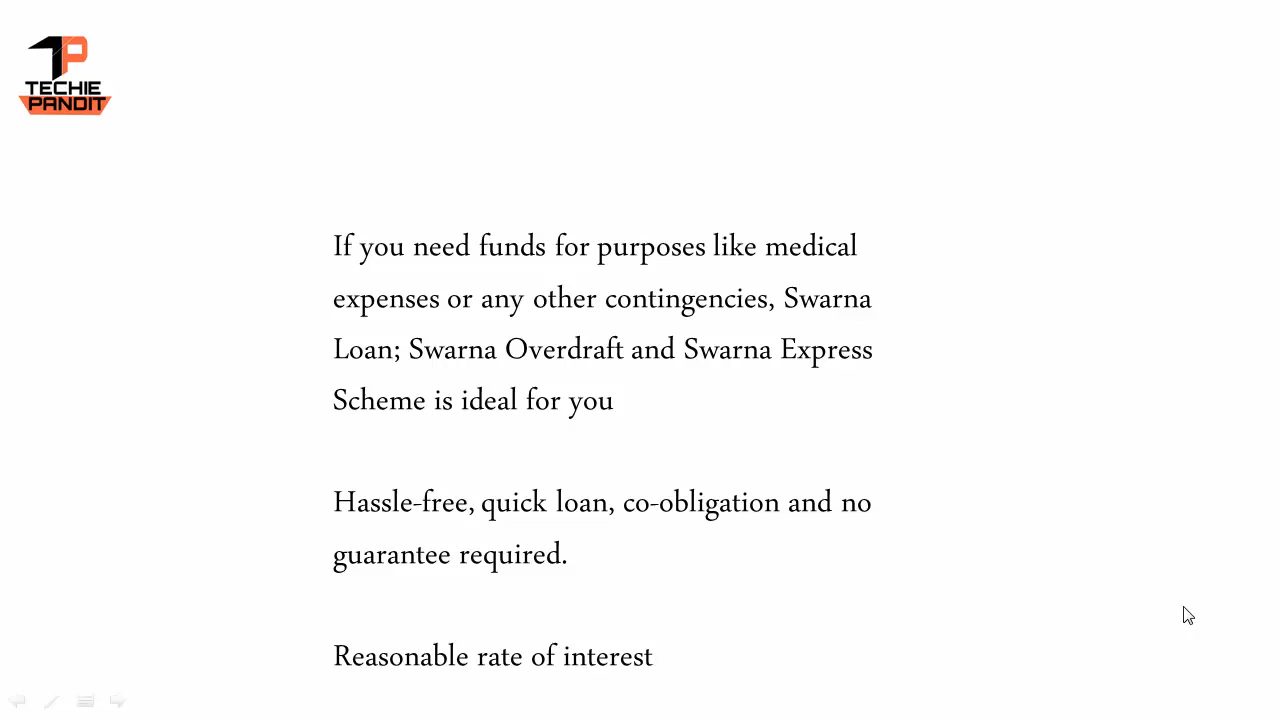 TECHIE
PANDIT
If you need funds for purposes like medical
expenses or any other contingencies, Swarna
Loan; Swarna Overdraft and Swarna Express
Scheme is ideal for you
Hassle-free, quick loan, co-obligation and no
guarantee required.
Reasonable rate of interest